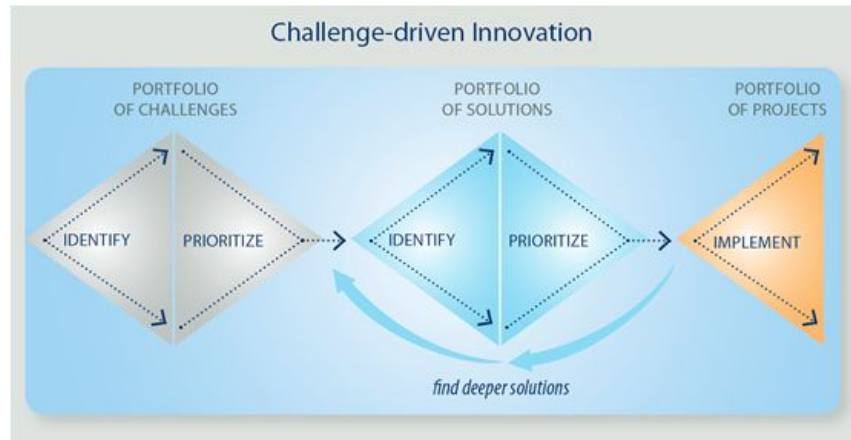 Challenge-driven Innovation
PORTFOLIO
OF CHALLENGES
PORTFOLIO
OF SOLUTIONS
PORTFOLIO
OF PROJECTS
IDENTIFY
PRIORITIZE
IDENTIFY
PRIORITIZE
IMPLEMENT
find deeper solutions